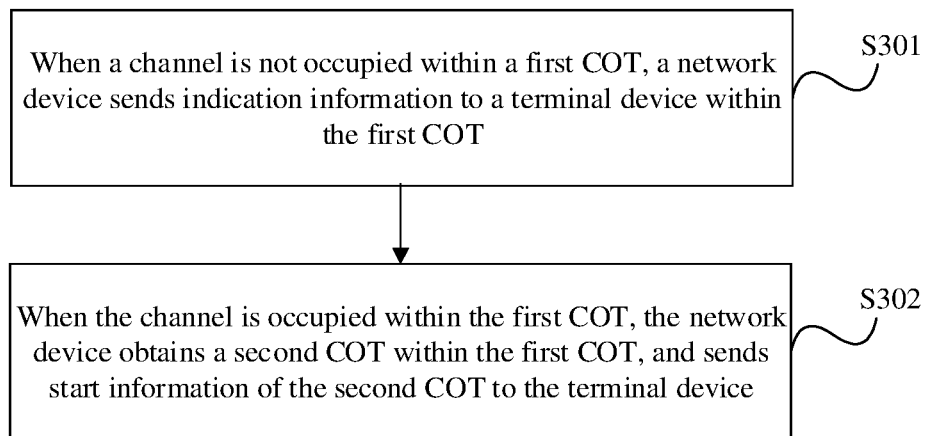 When a channel is not occupied within a first COT, a network
device sends indication information to a terminal device within
the first COT
S301
When the channel is occupied within the first COT, the network
device obtains a second COT within the first COT, and sends
start information of the second COT to the terminal device
S302